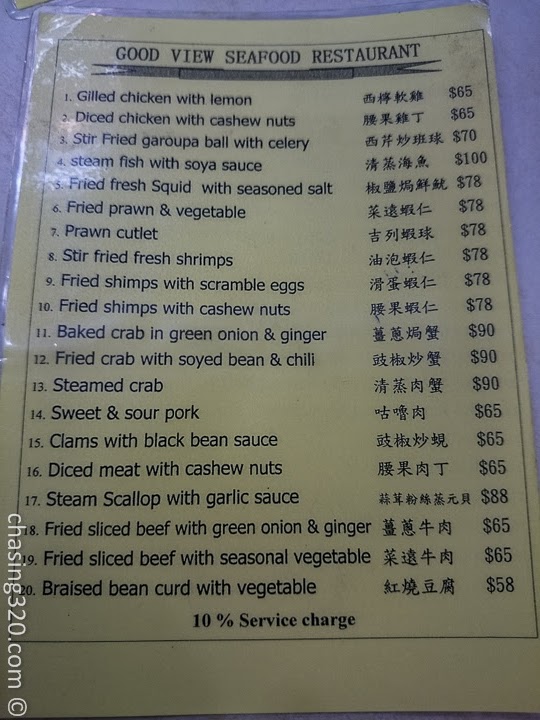 GOOD VIEW SEAFOOD RESTAURANT
1. Gilled chicken with lemon 西檸軟雞 $65
2. Diced chicken with cashew nuts 腰果雞丁 $65
3. Stir Fried garoupa ball with celery 西芹炒班球 $70
4. steam fish with soya sauce 清蒸海魚 $100
5. Fried fresh Squid with seasoned salt 椒鹽焗鮮魷 $78
6. Fried prawn & vegetable 菜遠蝦仁 $78
7. Prawn cutlet 吉列蝦球 $78
8. Stir fried fresh shrimps 油泡蝦仁 $78
9. Fried shimps with scramble eggs 滑蛋蝦仁 $78
10. Fried shimps with cashew nuts 腰果蝦仁 $78
11. Baked crab in green onion & ginger 薑蔥焗蟹 $90
12. Fried crab with soyed bean & chili 豉椒炒蟹 $90
13. Steamed crab 清蒸肉蟹 $90
14. Sweet & sour pork 咕嚕肉 $65
15. Clams with black bean sauce 豉椒炒蜆 $65
16. Diced meat with cashew nuts 腰果肉丁 $65
17. Steam Scallop with garlic sauce 蒜茸粉絲蒸元貝 $88
18. Fried sliced beef with green onion & ginger 薑蔥牛肉 $65
19. Fried sliced beef with seasonal vegetable 菜遠牛肉 $65
20. Braised bean curd with vegetable 紅燒豆腐 $58
10 % Service charge
chasing320.com ©